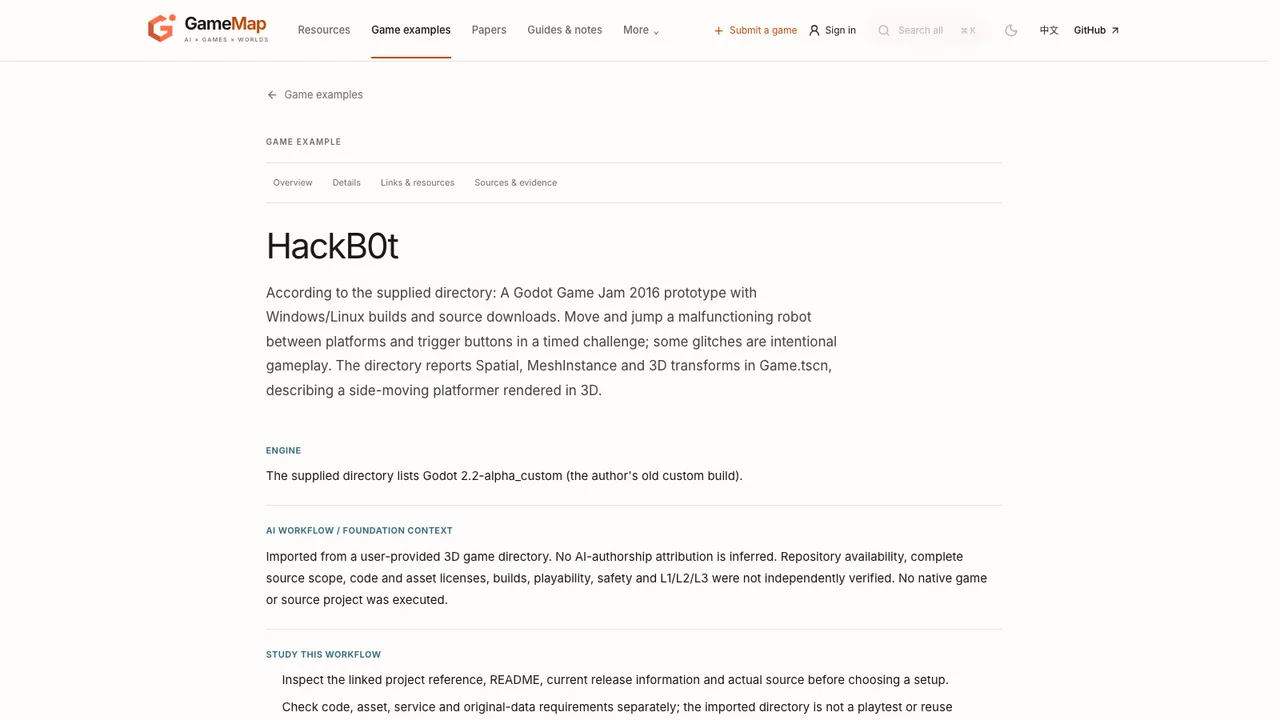 GameMap
AI × GAMES × WORLDS
Resources
Game examples
Papers
Guides & notes
More
+ Submit a game
Sign in
Search all
⌘ K
中文
GitHub ↗
← Game examples
GAME EXAMPLE
Overview
Details
Links & resources
Sources & evidence
HackB0t
According to the supplied directory: A Godot Game Jam 2016 prototype with
Windows/Linux builds and source downloads. Move and jump a malfunctioning robot
between platforms and trigger buttons in a timed challenge; some glitches are intentional
gameplay. The directory reports Spatial, MeshInstance and 3D transforms in Game.tscn,
describing a side-moving platformer rendered in 3D.
ENGINE
The supplied directory lists Godot 2.2-alpha_custom (the author's old custom build).
AI WORKFLOW / FOUNDATION CONTEXT
Imported from a user-provided 3D game directory. No AI-authorship attribution is inferred. Repository availability, complete
source scope, code and asset licenses, builds, playability, safety and L1/L2/L3 were not independently verified. No native game
or source project was executed.
STUDY THIS WORKFLOW
Inspect the linked project reference, README, current release information and actual source before choosing a setup.
Check code, asset, service and original-data requirements separately; the imported directory is not a playtest or reuse